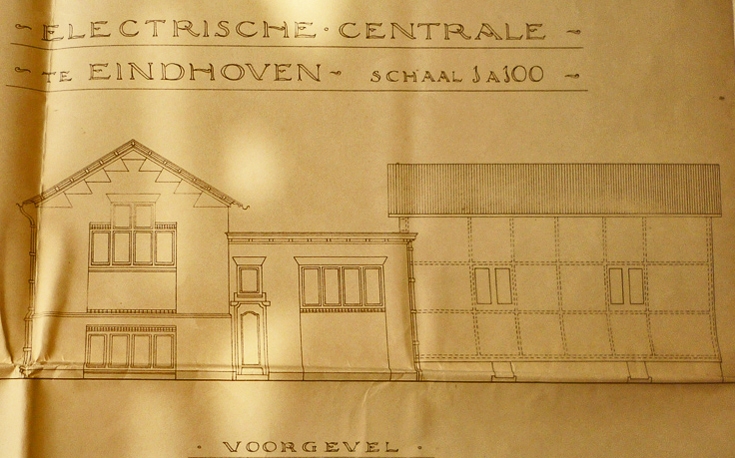 ELECTRISCHE · CENTRALE
TE EINDHOVEN SCHAAL 1 A 100
· VOORGEVEL ·